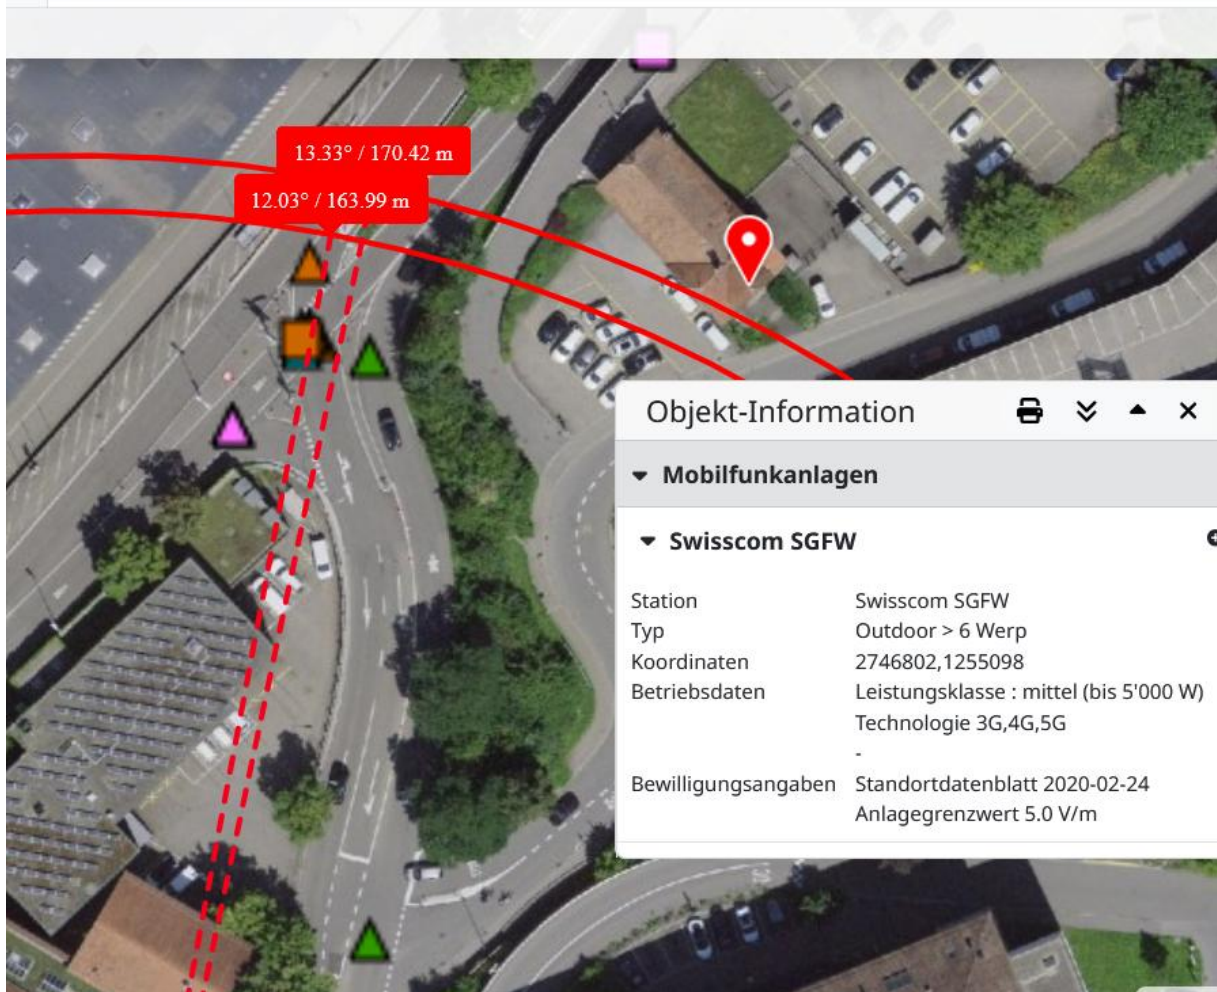 13.33° / 170.42 m
12.03° / 163.99 m
Objekt-Information
Mobilfunkanlagen
Swisscom SGFW
Station Swisscom SGFW
Typ Outdoor > 6 Werp
Koordinaten 2746802,1255098
Betriebsdaten Leistungsklasse : mittel (bis 5'000 W)
Technologie 3G,4G,5G
-
Bewilligungsangaben Standortdatenblatt 2020-02-24
Anlagegrenzwert 5.0 V/m